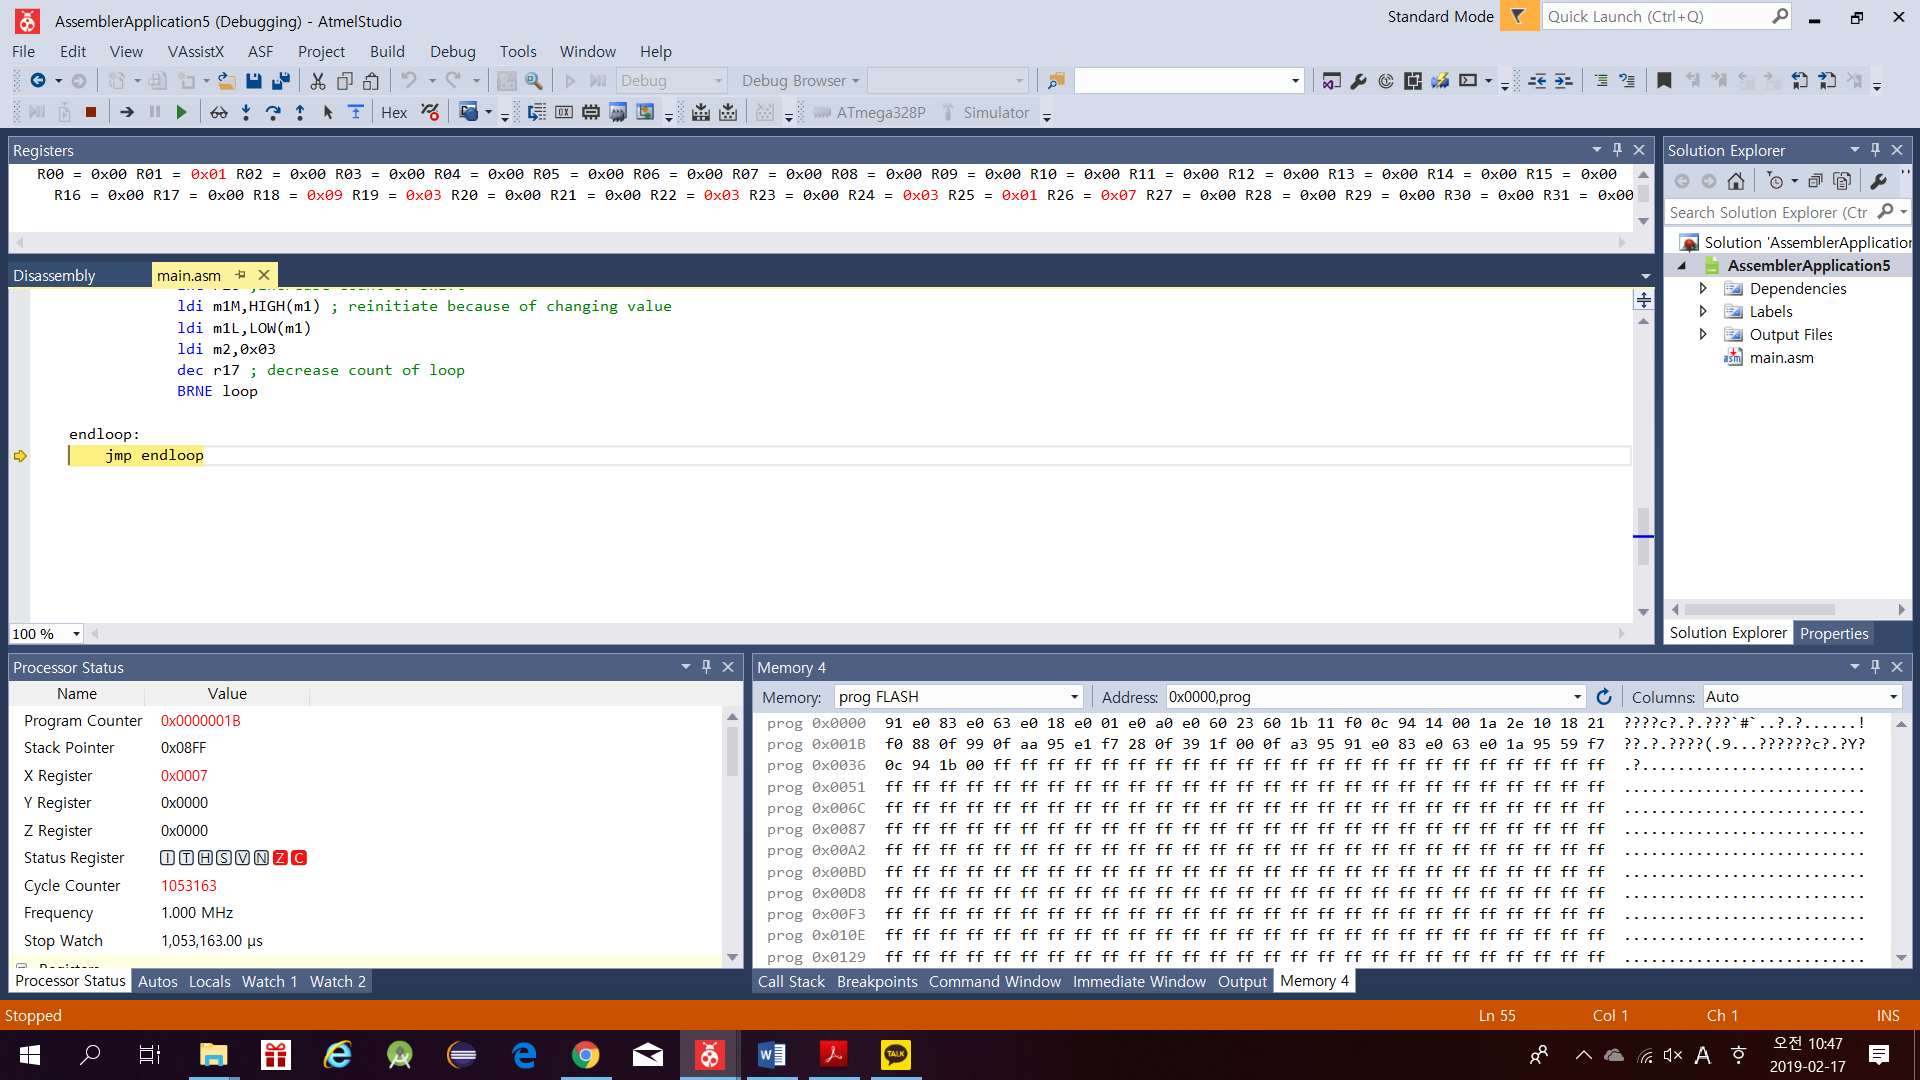 AssemblerApplication5 (Debugging) - AtmelStudio
Standard Mode
Quick Launch (Ctrl+Q)
File Edit View VAssistX ASF Project Build Debug Tools Window Help
Debug Debug Browser
Hex ATmega328P Simulator
Registers
R00 = 0x00 R01 = 0x01 R02 = 0x00 R03 = 0x00 R04 = 0x00 R05 = 0x00 R06 = 0x00 R07 = 0x00 R08 = 0x00 R09 = 0x00 R10 = 0x00 R11 = 0x00 R12 = 0x00 R13 = 0x00 R14 = 0x00 R15 = 0x00
R16 = 0x00 R17 = 0x00 R18 = 0x09 R19 = 0x03 R20 = 0x00 R21 = 0x00 R22 = 0x03 R23 = 0x00 R24 = 0x03 R25 = 0x01 R26 = 0x07 R27 = 0x00 R28 = 0x00 R29 = 0x00 R30 = 0x00 R31 = 0x00
Disassembly main.asm
ldi m1M,HIGH(m1) ; reinitiate because of changing value
ldi m1L,LOW(m1)
ldi m2,0x03
dec r17 ; decrease count of loop
BRNE loop
endloop:
jmp endloop
100 %
Solution Explorer
Search Solution Explorer (Ctr
Solution 'AssemblerApplication
AssemblerApplication5
Dependencies
Labels
Output Files
asm main.asm
Solution Explorer Properties
Processor Status
Name Value
Program Counter 0x0000001B
Stack Pointer 0x08FF
X Register 0x0007
Y Register 0x0000
Z Register 0x0000
Status Register I T H S V N Z C
Cycle Counter 1053163
Frequency 1.000 MHz
Stop Watch 1,053,163.00 µs
Processor Status Autos Locals Watch 1 Watch 2
Memory 4
Memory: prog FLASH Address: 0x0000,prog Columns: Auto
prog 0x0000 91 e0 83 e0 63 e0 18 e0 01 e0 a0 e0 60 23 60 1b 11 f0 0c 94 14 00 1a 2e 10 18 21 ????c?.?.???`#`..?.?......!
prog 0x001B f0 88 0f 99 0f aa 95 e1 f7 28 0f 39 1f 00 0f a3 95 91 e0 83 e0 63 e0 1a 95 59 f7 ??.?.????(.9...??????c?.?Y?
prog 0x0036 0c 94 1b 00 ff ff ff ff ff ff ff ff ff ff ff ff ff ff ff ff ff ff ff ff ff ff ff .?.........................
prog 0x0051 ff ff ff ff ff ff ff ff ff ff ff ff ff ff ff ff ff ff ff ff ff ff ff ff ff ff ff ...........................
prog 0x006C ff ff ff ff ff ff ff ff ff ff ff ff ff ff ff ff ff ff ff ff ff ff ff ff ff ff ff ...........................
prog 0x0087 ff ff ff ff ff ff ff ff ff ff ff ff ff ff ff ff ff ff ff ff ff ff ff ff ff ff ff ...........................
prog 0x00A2 ff ff ff ff ff ff ff ff ff ff ff ff ff ff ff ff ff ff ff ff ff ff ff ff ff ff ff ...........................
prog 0x00BD ff ff ff ff ff ff ff ff ff ff ff ff ff ff ff ff ff ff ff ff ff ff ff ff ff ff ff ...........................
prog 0x00D8 ff ff ff ff ff ff ff ff ff ff ff ff ff ff ff ff ff ff ff ff ff ff ff ff ff ff ff ...........................
prog 0x00F3 ff ff ff ff ff ff ff ff ff ff ff ff ff ff ff ff ff ff ff ff ff ff ff ff ff ff ff ...........................
prog 0x010E ff ff ff ff ff ff ff ff ff ff ff ff ff ff ff ff ff ff ff ff ff ff ff ff ff ff ff ...........................
prog 0x0129 ff ff ff ff ff ff ff ff ff ff ff ff ff ff ff ff ff ff ff ff ff ff ff ff ff ff ff ...........................
Call Stack Breakpoints Command Window Immediate Window Output Memory 4
Stopped Ln 55 Col 1 Ch 1 INS
TALK
A 오전 10:47
2019-02-17